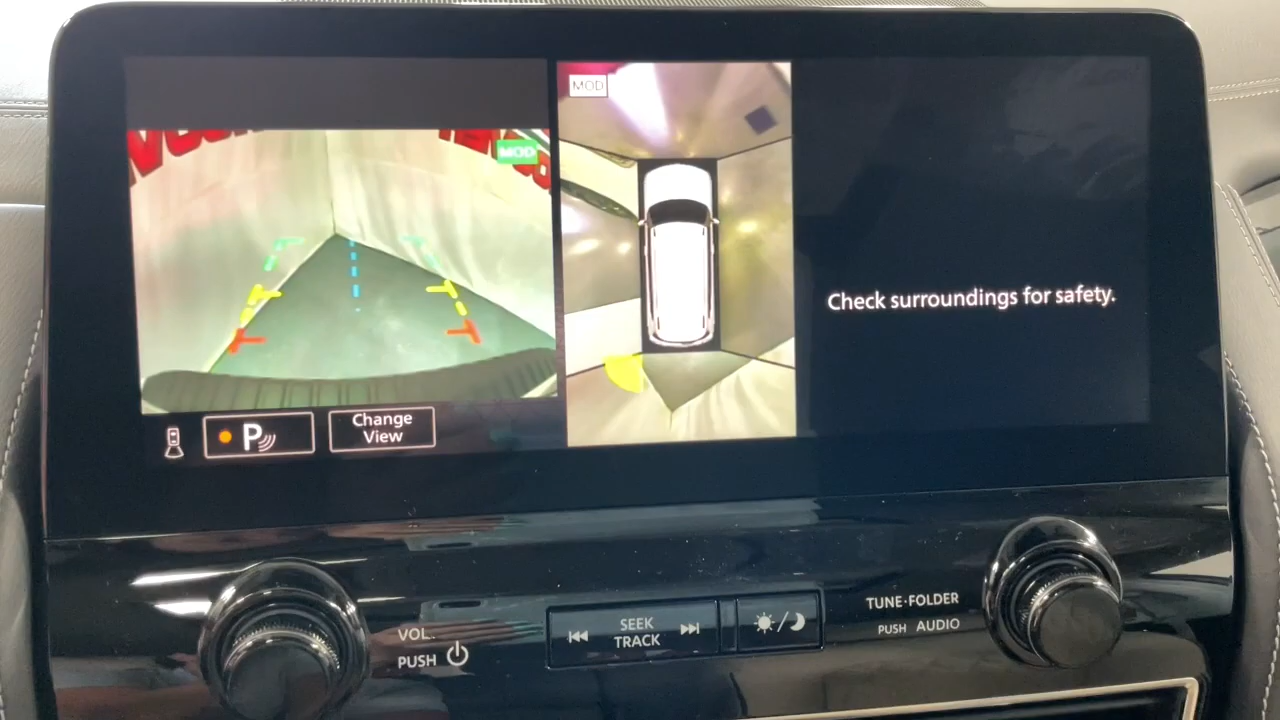 MOD
MOD
Check surroundings for safety.
P
Change
View
VOL.
PUSH
SEEK
TRACK
TUNE·FOLDER
PUSH AUDIO